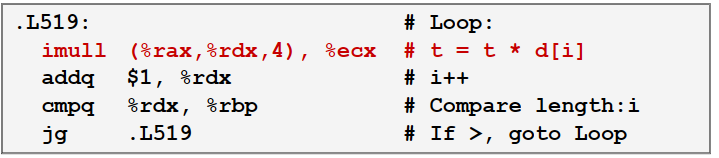 .L519: # Loop:
imull (%rax,%rdx,4), %ecx # t = t * d[i]
addq $1, %rdx # i++
cmpq %rdx, %rbp # Compare length:i
jg .L519 # If >, goto Loop